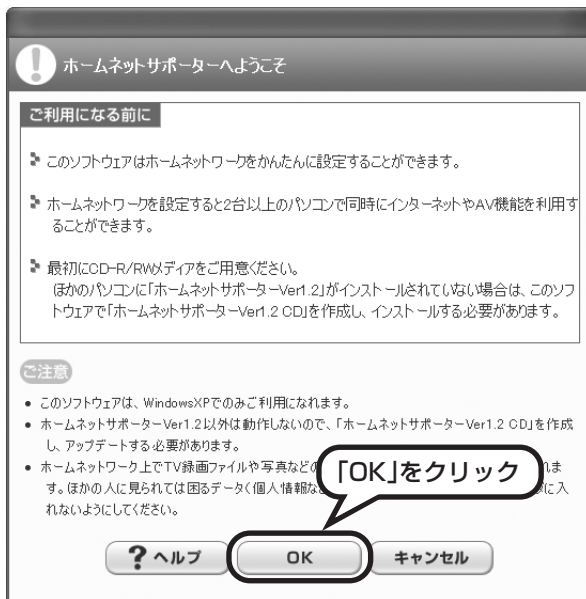 ホームネットサポーターへようこそ
ご利用になる前に
このソフトウェアはホームネットワークをかんたんに設定することができます。
ホームネットワークを設定すると2台以上のパソコンで同時にインターネットやAV機能を利用す
ることができます。
最初にCD-R/RWメディアをご用意ください。
ほかのパソコンに「ホームネットサポーターVer1.2」がインストールされていない場合は、このソフ
トウェアで「ホームネットサポーターVer1.2 CD」を作成し、インストールする必要があります。
ご注意
このソフトウェアは、WindowsXPでのみご利用になれます。
ホームネットサポーターVer1.2以外は動作しないので、「ホームネットサポーターVer1.2 CD」を作成
し、アップデートする必要があります。
ホームネットワーク上でTV録画ファイルや写真などの
す。ほかの人に見られては困るデータ(個人情報な
れないようにしてください。
「OK」をクリック
? ヘルプ
OK
キャンセル